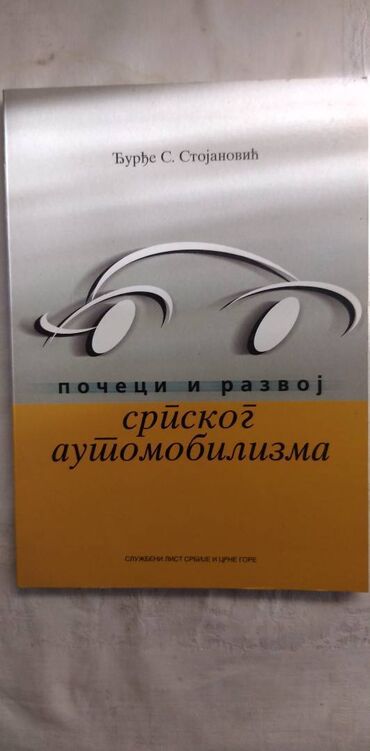 Ђурђе С. Стојановић
почеци и развој
српског
аутомобилизма
СЛУЖБЕНИ ЛИСТ СРБИЈЕ И ЦРНЕ ГОРЕ